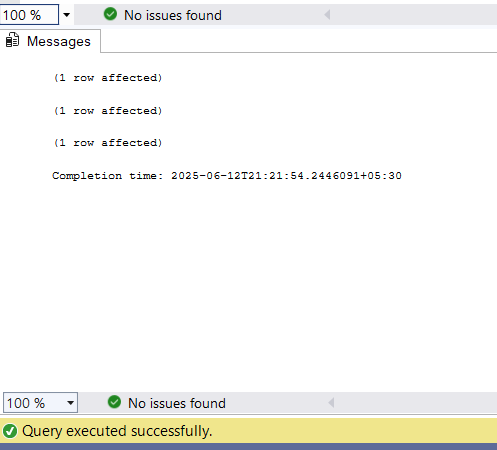 100 %
No issues found
Messages
(1 row affected)
(1 row affected)
(1 row affected)
Completion time: 2025-06-12T21:21:54.2446091+05:30
100 %
No issues found
Query executed successfully.